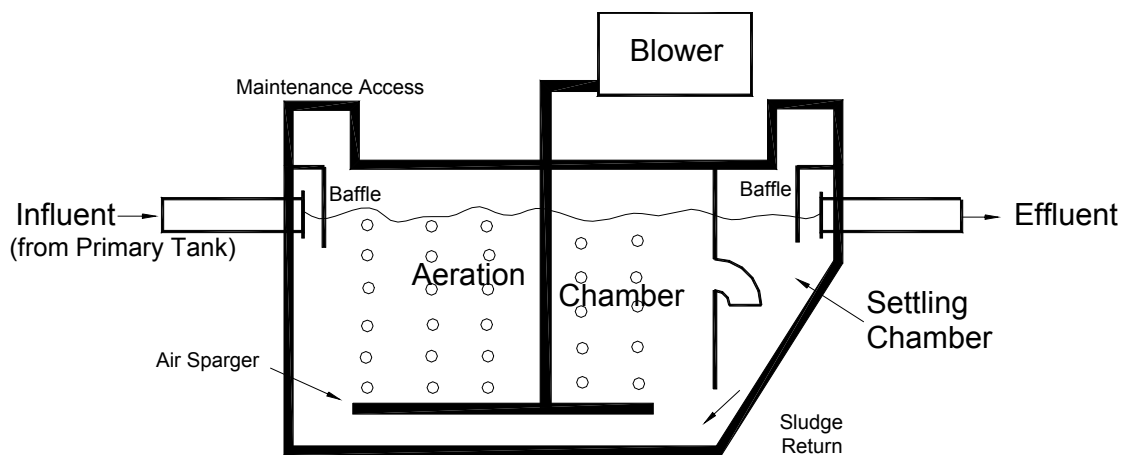 Blower
Maintenance Access
Baffle
Baffle
Influent
(from Primary Tank)
Effluent
Aeration
Chamber
Settling
Chamber
Air Sparger
Sludge
Return